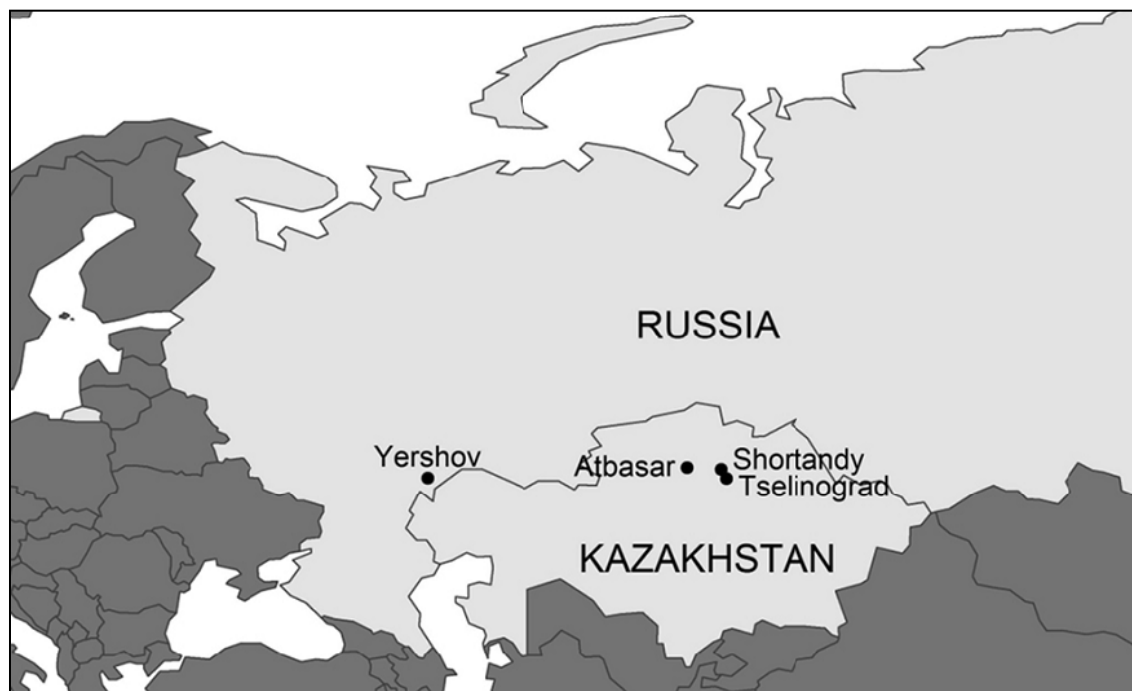 RUSSIA
Yershov
Atbasar
Shortandy
Tselinograd
KAZAKHSTAN